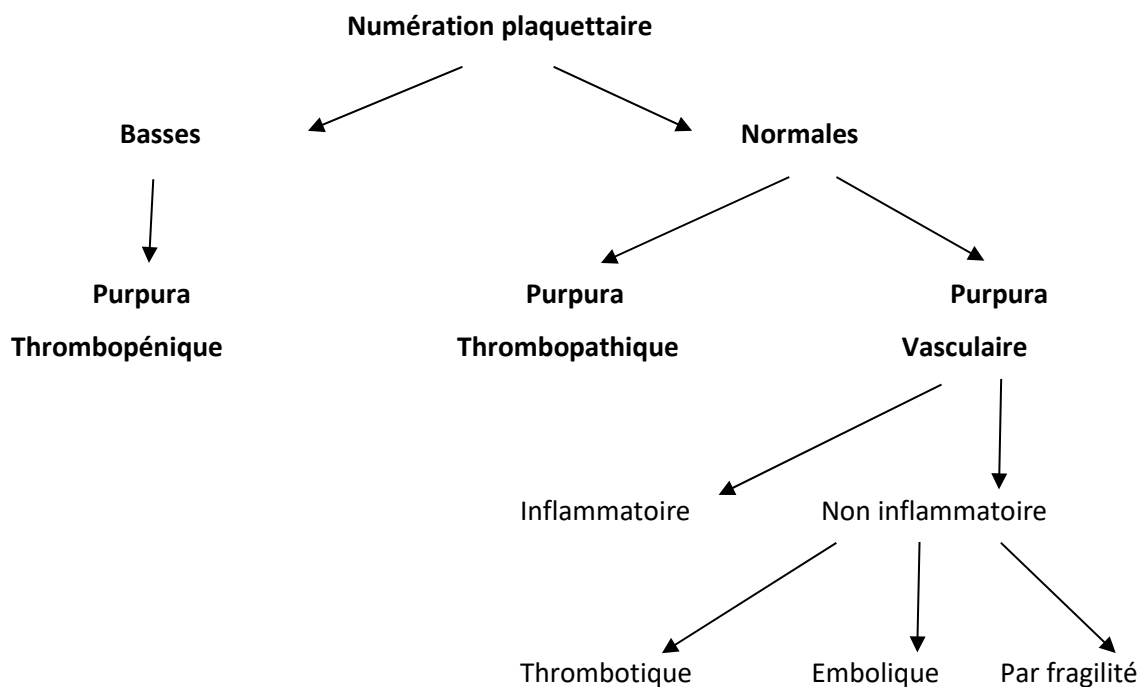 Numération plaquettaire
Basses
Normales
Purpura
Thrombopénique
Purpura
Thrombopathique
Purpura
Vasculaire
Inflammatoire
Non inflammatoire
Thrombotique
Embolique
Par fragilité